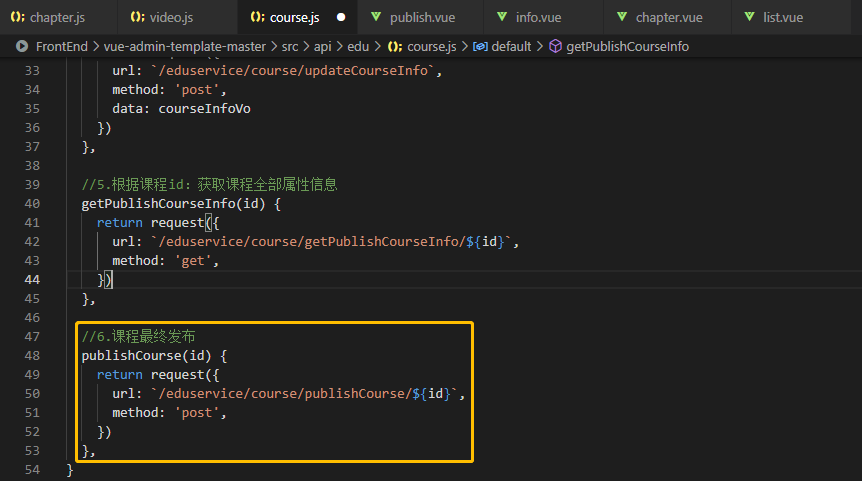 chapter.js video.js course.js publish.vue info.vue chapter.vue list.vue
FrontEnd > vue-admin-template-master > src > api > edu > course.js > default > getPublishCourseInfo
33 url: `/eduservice/course/updateCourseInfo`,
34 method: 'post',
35 data: courseInfoVo
36 })
37 },
38
39 //5.根据课程id：获取课程全部属性信息
40 getPublishCourseInfo(id) {
41 return request({
42 url: `/eduservice/course/getPublishCourseInfo/${id}`,
43 method: 'get',
44 })
45 },
46
47 //6.课程最终发布
48 publishCourse(id) {
49 return request({
50 url: `/eduservice/course/publishCourse/${id}`,
51 method: 'post',
52 })
53 },
54 }